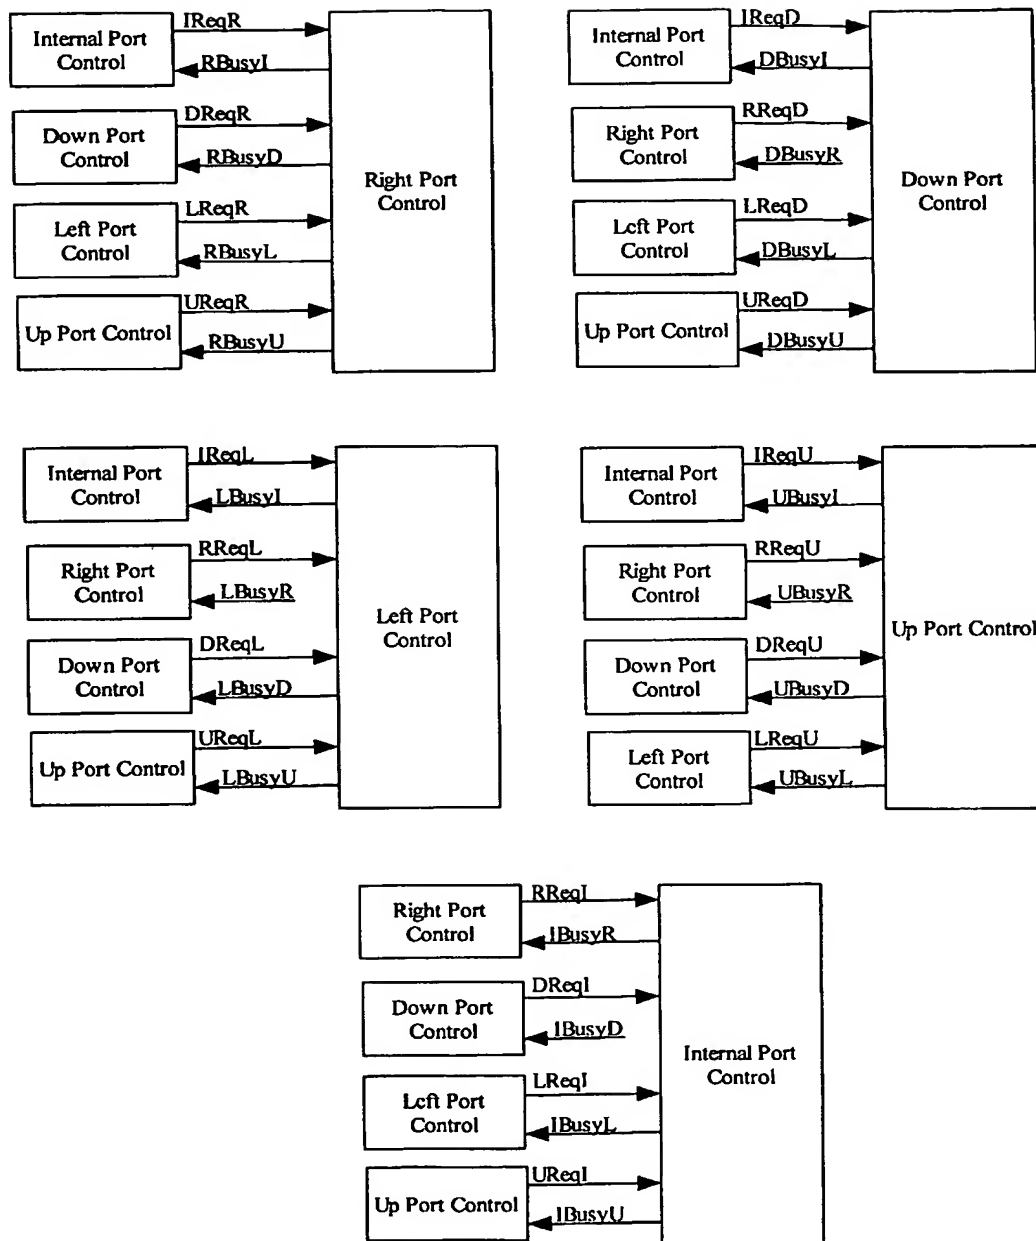 Internal Port
Control
IReqR
RBusyI
Down Port
Control
DReqR
RBusyD
Left Port
Control
LReqR
RBusyL
Up Port Control
UReqR
RBusyU
Right Port
Control
Internal Port
Control
IReqD
DBusyI
Right Port
Control
RReqD
DBusyR
Left Port
Control
LReqD
DBusyL
Up Port Control
UReqD
DBusyU
Down Port
Control
Internal Port
Control
IReqL
LBusyI
Right Port
Control
RReqL
LBusyR
Down Port
Control
DReqL
LBusyD
Up Port Control
UReqL
LBusyU
Left Port
Control
Internal Port
Control
IReqU
UBusyI
Right Port
Control
RReqU
UBusyR
Down Port
Control
DReqU
UBusyD
Left Port
Control
LReqU
UBusyL
Up Port Control
Right Port
Control
RReqI
IBusyR
Down Port
Control
DReqI
IBusyD
Left Port
Control
LReqI
IBusyL
Up Port Control
UReqI
IBusyU
Internal Port
Control